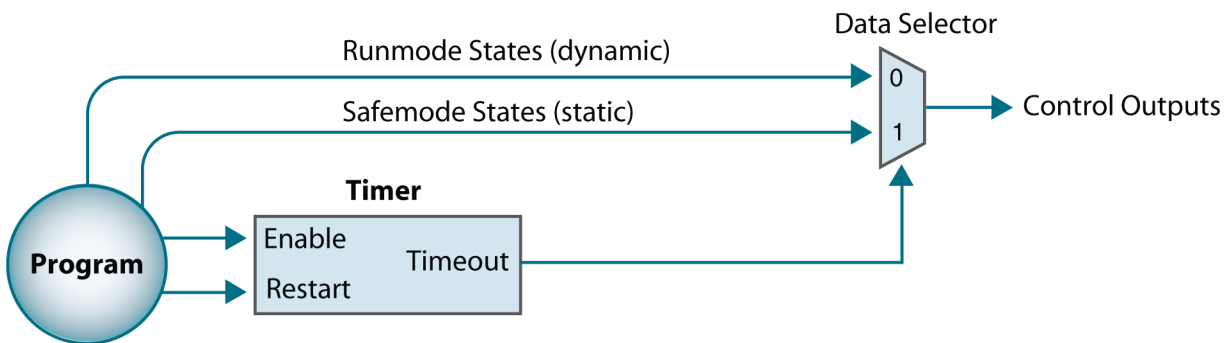 Data Selector
Runmode States (dynamic)
0
Safemode States (static)
1
Control Outputs
Timer
Program
Enable
Timeout
Restart